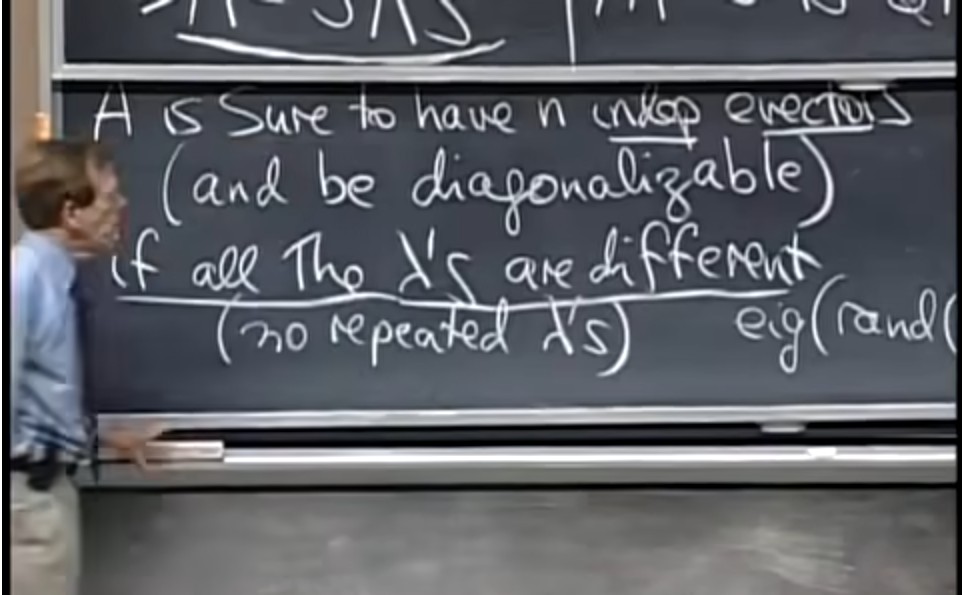 A is sure to have n indep evectors
(and be diagonalizable)
if all the λ's are different
(no repeated λ's) eig(rand(